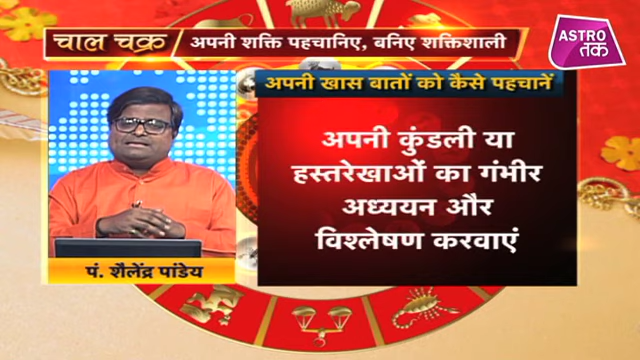 चाल चक्र
अपनी शक्ति पहचानिए, बनिए शक्तिशाली
ASTRO
तक
अपनी खास बातों को कैसे पहचानें
अपनी कुंडली या
हस्तरेखाओं का गंभीर
अध्ययन और
विश्लेषण करवाएं
पं. शैलेंद्र पांडेय